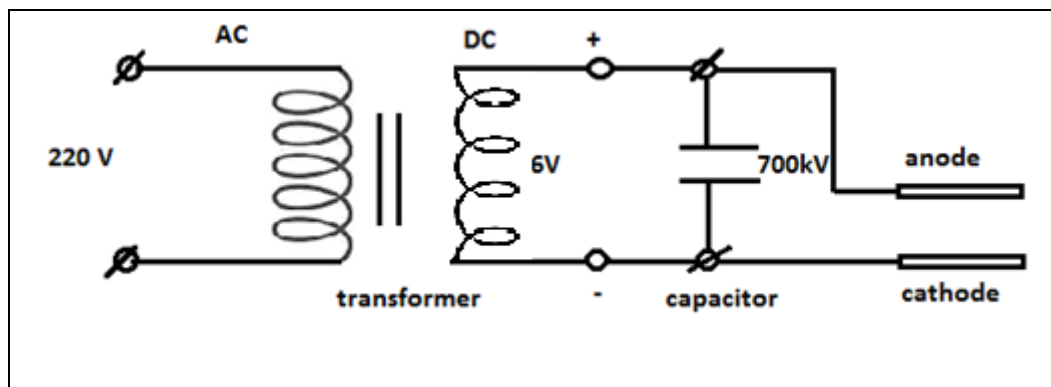 AC DC +
220 V 6V 700kV anode
transformer - capacitor cathode